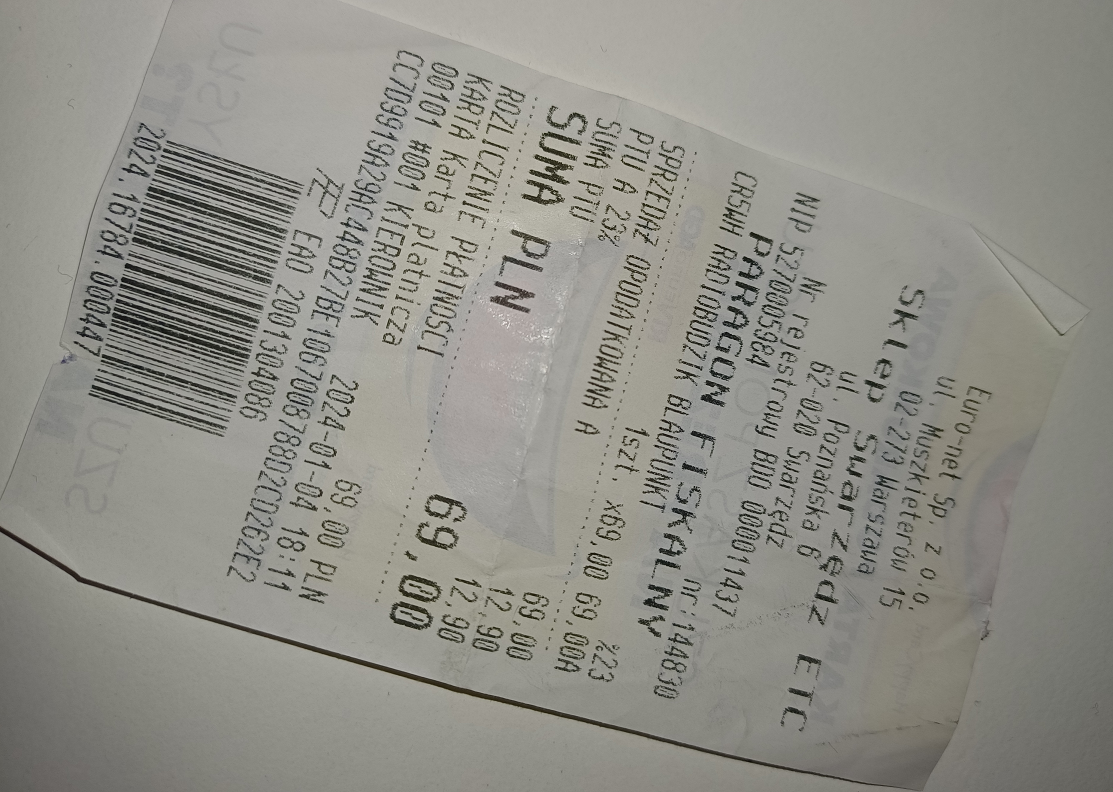 Euro-net Sp. z o.o.
ul. Muszkieterów 15
02-273 Warszawa
Sklep Swarzędz ETC
ul. Poznańska 6
62-020 Swarzędz
Nr rejestrowy BDO 000011437
NIP 5270005984 nr:144830
PARAGON FISKALNY
CR5WH RADIOBUDZIK BLAUPUNKT %23
1szt. x69 00 69,00A
SPRZEDAŻ OPODATKOWANA A 69,00
PTU A 23% 12,90
SUMA PTU 12,90
SUMA PLN 69,00
ROZLICZENIE PŁATNOŚCI
KARTA Karta płatnicza 69,00 PLN
00101 #001 KIEROWNIK 2024-01-04 18:11
CC7D9919A29AC448B27BE1067008788D2CD262E2
EAO 2001304086
2024.16784.000447